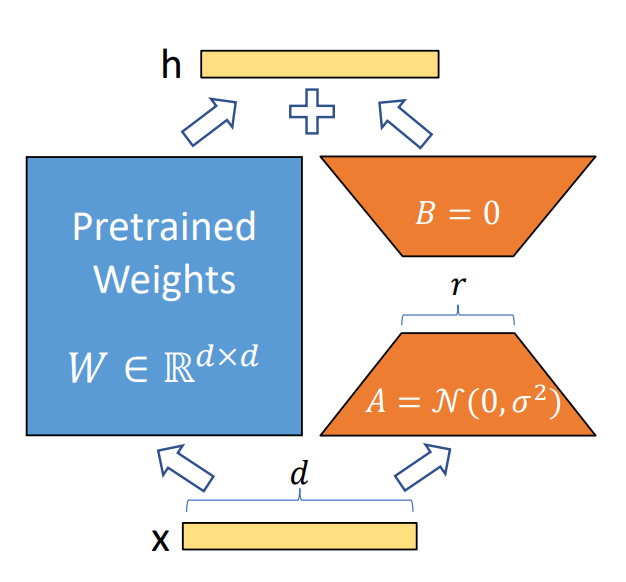 h
Pretrained
Weights
W ∈ ℝ^{d×d}
B = 0
r
A = 𝒩(0, σ²)
d
x